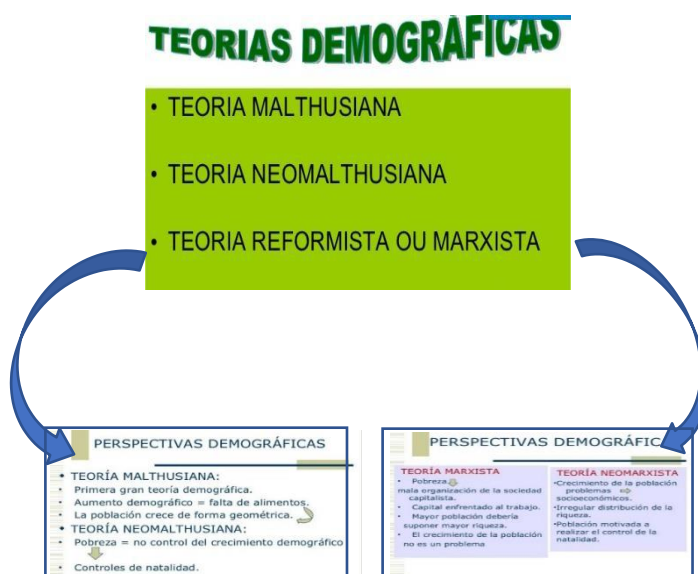 TEORIAS DEMOGRÁFICAS
• TEORIA MALTHUSIANA
• TEORIA NEOMALTHUSIANA
• TEORIA REFORMISTA OU MARXISTA
PERSPECTIVAS DEMOGRÁFICAS
• TEORÍA MALTHUSIANA:
• Primera gran teoría demográfica.
• Aumento demográfico = falta de alimentos.
• La población crece de forma geométrica.
• TEORÍA NEOMALTHUSIANA:
• Pobreza = no control del crecimiento demográfico
• Controles de natalidad.
PERSPECTIVAS DEMOGRÁFIC
TEORÍA MARXISTA
• Pobreza
mala organización de la sociedad
capitalista.
• Capital enfrentado al trabajo.
• Mayor población debería
suponer mayor riqueza.
• El crecimiento de la población
no es un problema
TEORÍA NEOMARXISTA
•Crecimiento de la población
problemas
socioeconómicos.
•Irregular distribución de la
riqueza.
•Población motivada a
realizar el control de la
natalidad.